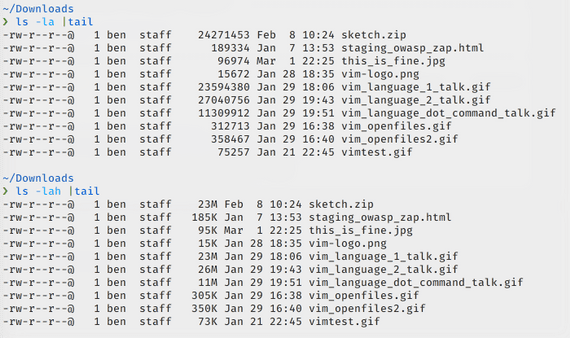 ~/Downloads
❯ ls -la |tail
-rw-r--r--@   1 ben  staff    24271453 Feb  8 10:24 sketch.zip
-rw-r--r--@   1 ben  staff      189334 Jan  7 13:53 staging_owasp_zap.html
-rw-r--r--@   1 ben  staff       96974 Mar  1 22:25 this_is_fine.jpg
-rw-r--r--@   1 ben  staff       15672 Jan 28 18:35 vim-logo.png
-rw-r--r--@   1 ben  staff    23594380 Jan 29 18:06 vim_language_1_talk.gif
-rw-r--r--@   1 ben  staff    27040756 Jan 29 19:43 vim_language_2_talk.gif
-rw-r--r--@   1 ben  staff    11309912 Jan 29 19:51 vim_language_dot_command_talk.gif
-rw-r--r--@   1 ben  staff      312713 Jan 29 16:38 vim_openfiles.gif
-rw-r--r--@   1 ben  staff      358467 Jan 29 16:40 vim_openfiles2.gif
-rw-r--r--@   1 ben  staff       75257 Jan 21 22:45 vimtest.gif
~/Downloads
❯ ls -lah |tail
-rw-r--r--@   1 ben  staff    23M Feb  8 10:24 sketch.zip
-rw-r--r--@   1 ben  staff   185K Jan  7 13:53 staging_owasp_zap.html
-rw-r--r--@   1 ben  staff    95K Mar  1 22:25 this_is_fine.jpg
-rw-r--r--@   1 ben  staff    15K Jan 28 18:35 vim-logo.png
-rw-r--r--@   1 ben  staff    23M Jan 29 18:06 vim_language_1_talk.gif
-rw-r--r--@   1 ben  staff    26M Jan 29 19:43 vim_language_2_talk.gif
-rw-r--r--@   1 ben  staff    11M Jan 29 19:51 vim_language_dot_command_talk.gif
-rw-r--r--@   1 ben  staff   305K Jan 29 16:38 vim_openfiles.gif
-rw-r--r--@   1 ben  staff   350K Jan 29 16:40 vim_openfiles2.gif
-rw-r--r--@   1 ben  staff    73K Jan 21 22:45 vimtest.gif